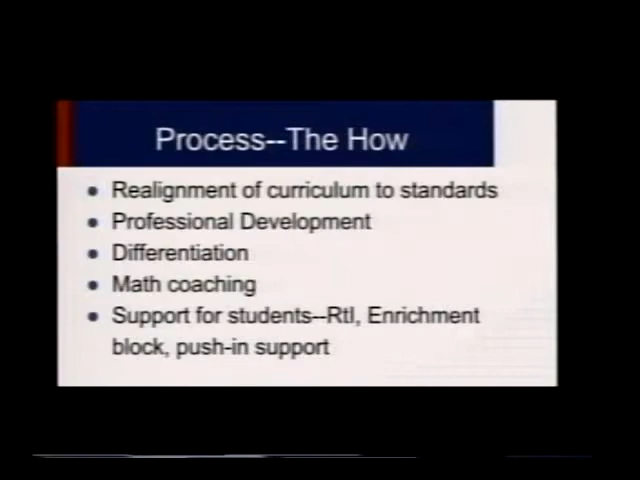 Process--The How
• Realignment of curriculum to standards
• Professional Development
• Differentiation
• Math coaching
• Support for students--RtI, Enrichment
block, push-in support